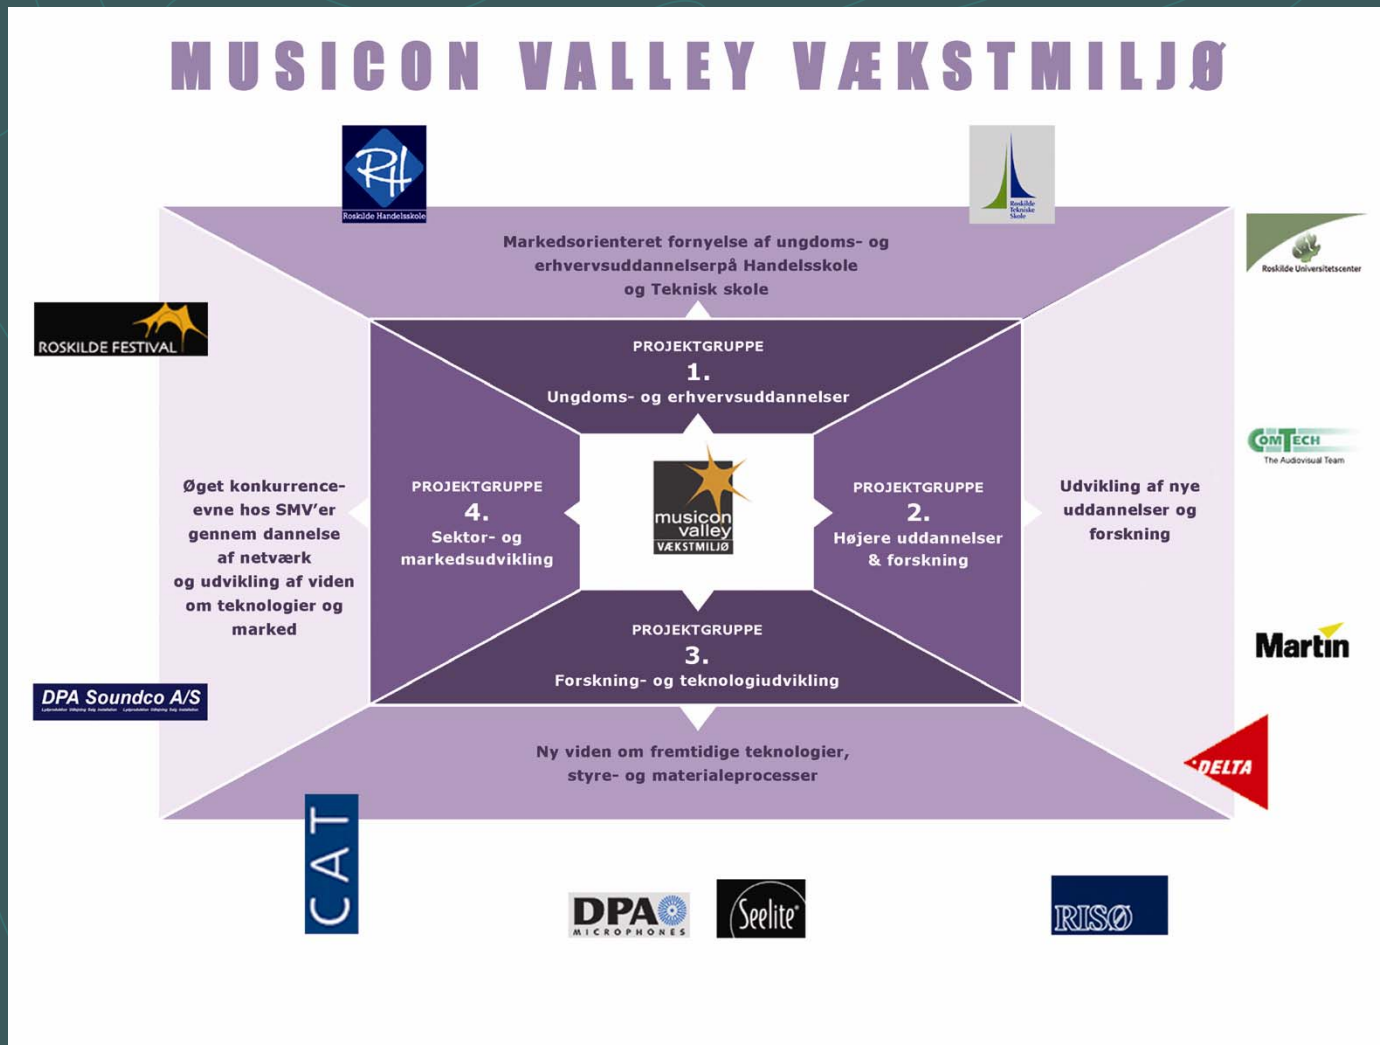 MUSICON VALLEY VÆKSTMILJØ
RH
Roskilde Handelsskole
Roskilde
Tekniske
Skole
Markedsorienteret fornyelse af ungdoms- og
erhvervsuddannelserpå Handelsskole
og Teknisk skole
Roskilde Universitetscenter
ROSKILDE FESTIVAL
PROJEKTGRUPPE
1.
Ungdoms- og erhvervsuddannelser
COMTECH
The Audiovisual Team
Øget konkurrence-
evne hos SMV'er
gennem dannelse
af netværk
og udvikling af viden
om teknologier og
marked
PROJEKTGRUPPE
4.
Sektor- og
markedsudvikling
musicon
valley
VÆKSTMILJØ
PROJEKTGRUPPE
2.
Højere uddannelser
& forskning
Udvikling af nye
uddannelser og
forskning
PROJEKTGRUPPE
3.
Forskning- og teknologiudvikling
Martin
DPA Soundco A/S
Ny viden om fremtidige teknologier,
styre- og materialeprocesser
DELTA
CAT
DPA
MICROPHONES
Seelite
RISØ